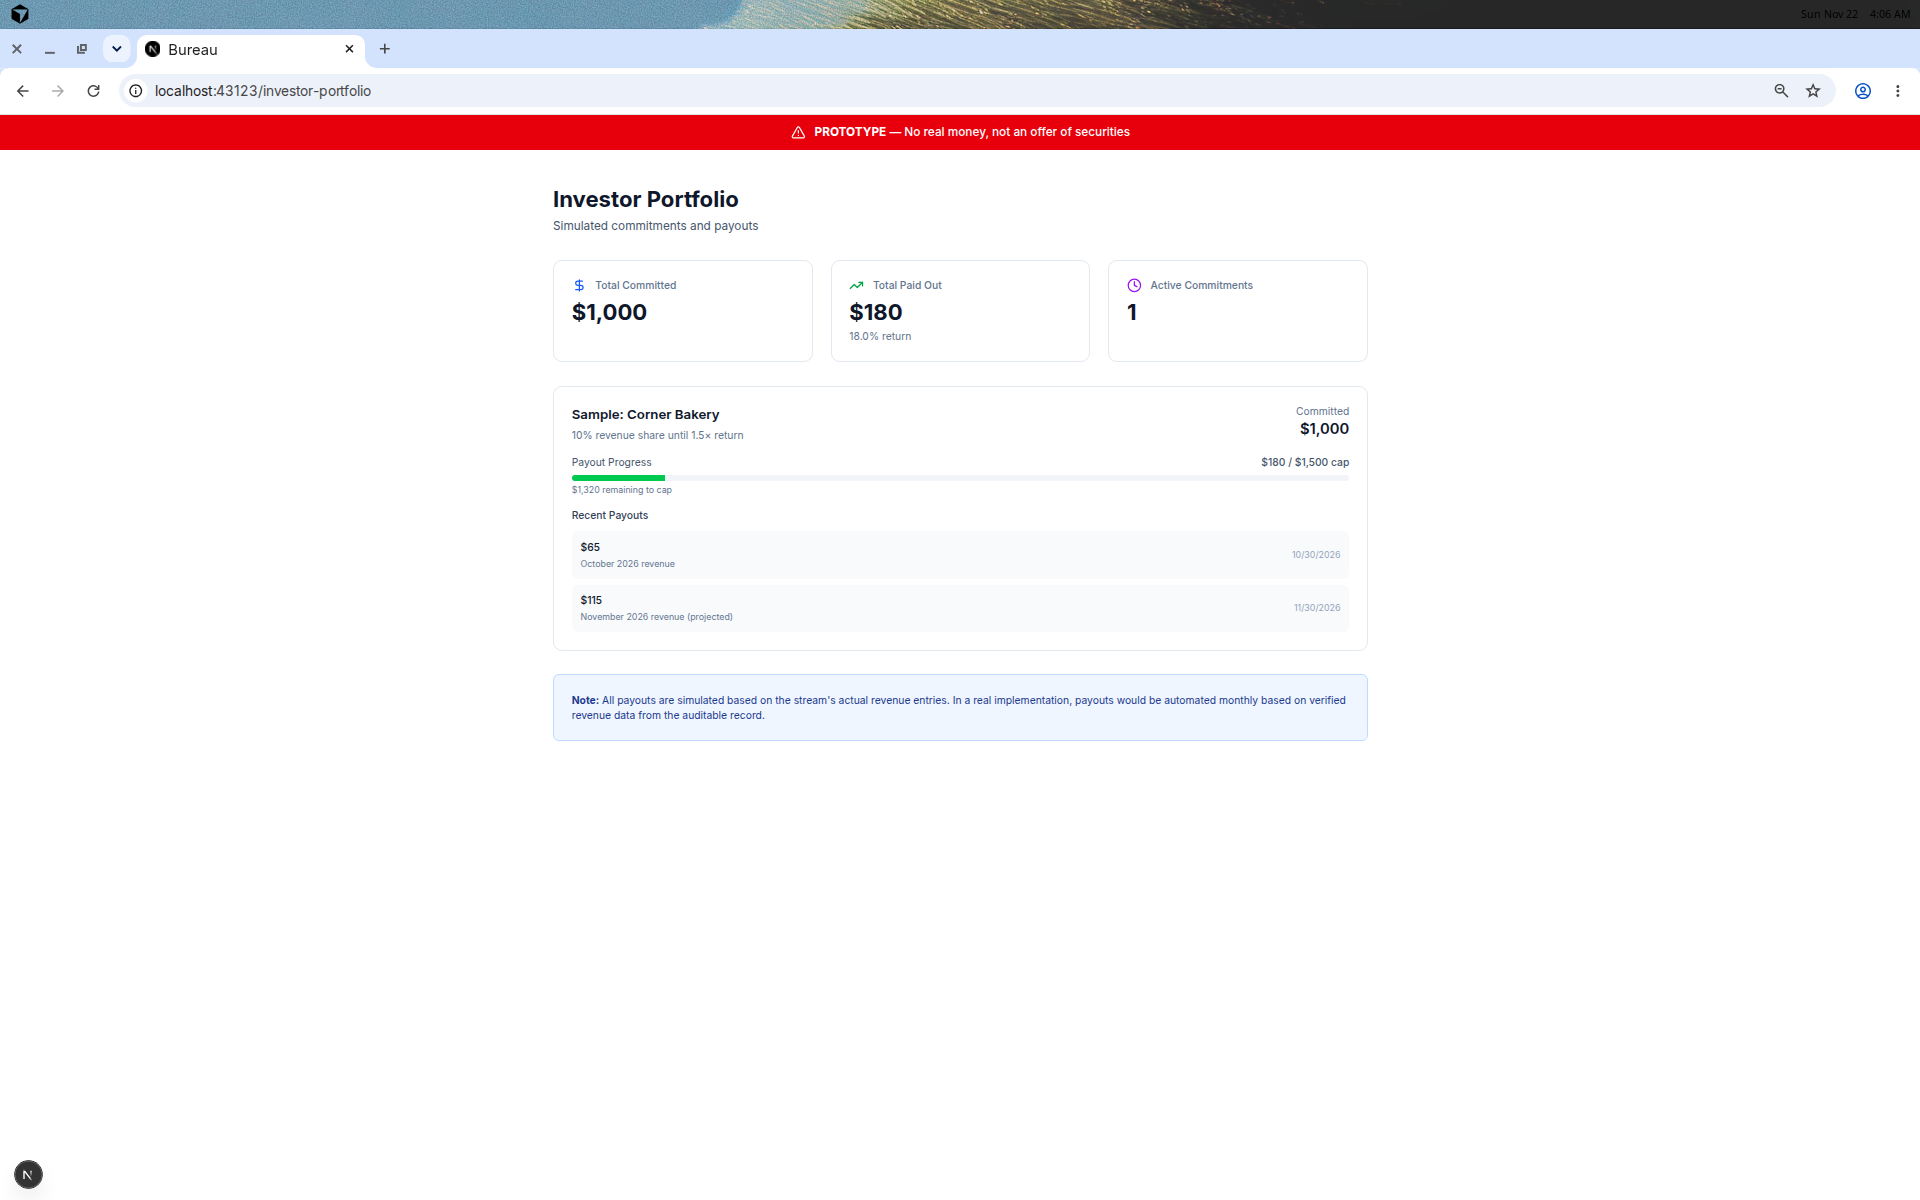 Sun Nov 22 4:06 AM
Bureau
localhost:43123/investor-portfolio
PROTOTYPE — No real money, not an offer of securities
Investor Portfolio
Simulated commitments and payouts
Total Committed
$1,000
Total Paid Out
$180
18.0% return
Active Commitments
1
Sample: Corner Bakery
10% revenue share until 1.5× return
Committed
$1,000
Payout Progress
$180 / $1,500 cap
$1,320 remaining to cap
Recent Payouts
$65
October 2026 revenue
10/30/2026
$115
November 2026 revenue (projected)
11/30/2026
Note: All payouts are simulated based on the stream's actual revenue entries. In a real implementation, payouts would be automated monthly based on verified
revenue data from the auditable record.
N